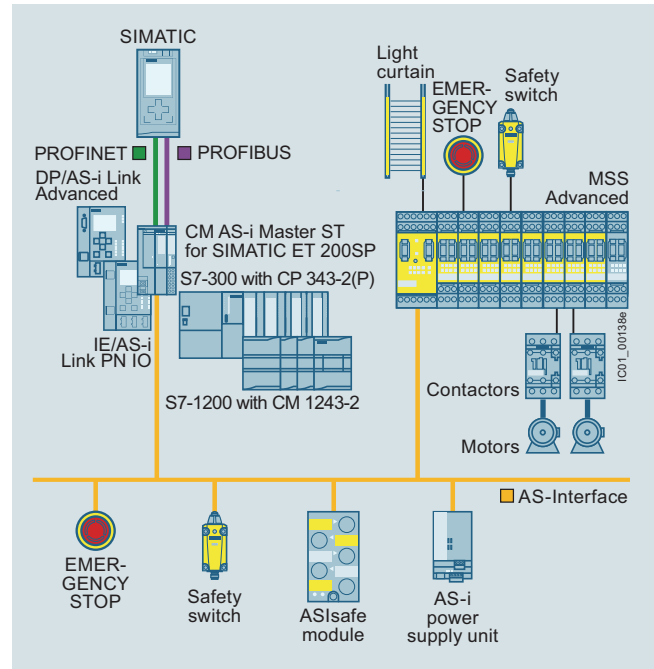 SIMATIC
PROFINET
PROFIBUS
DP/AS-i Link
Advanced
CM AS-i Master ST
for SIMATIC ET 200SP
S7-300 with CP 343-2(P)
IE/AS-i
Link PN IO
S7-1200 with CM 1243-2
Light
curtain
EMER-
GENCY
STOP
Safety
switch
MSS
Advanced
IC01_00138e
Contactors
Motors
AS-Interface
EMER-
GENCY
STOP
Safety
switch
ASIsafe
module
AS-i
power
supply unit